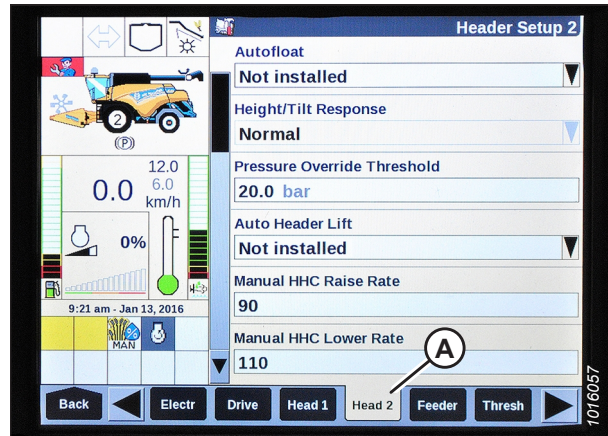 Header Setup 2
Autofloat
Not installed
Height/Tilt Response
Normal
Pressure Override Threshold
20.0 bar
Auto Header Lift
Not installed
Manual HHC Raise Rate
90
Manual HHC Lower Rate
110
2
(P)
12.0
0.0 6.0
km/h
0%
9:21 am - Jan 13, 2016
MAN
A
Back Electr Drive Head 1 Head 2 Feeder Thresh
1016057